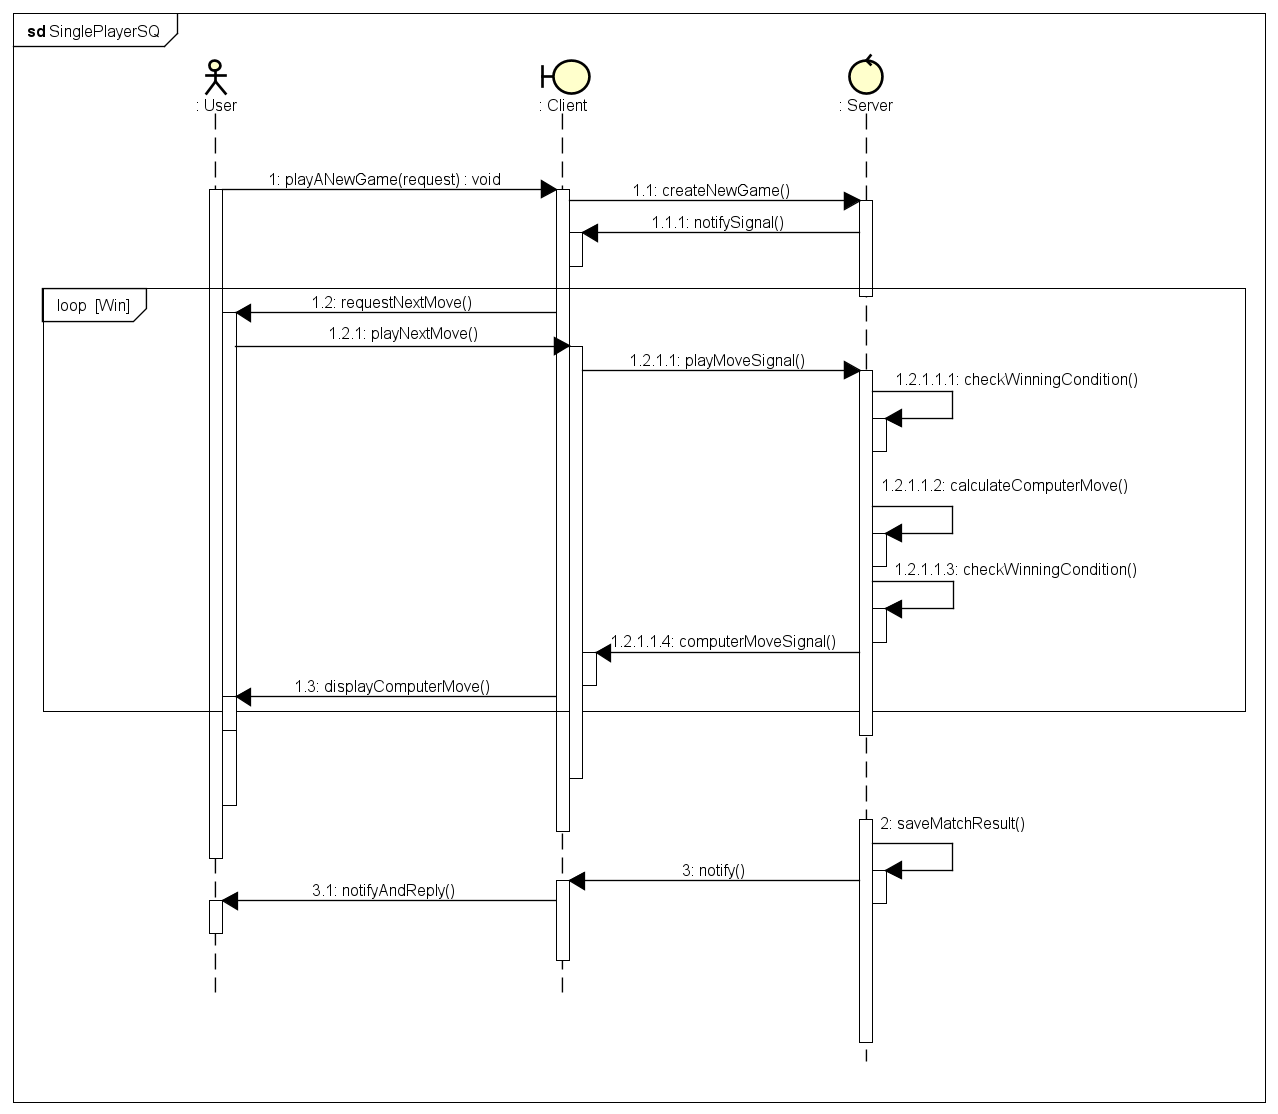 sd SinglePlayerSQ
: User
: Client
: Server
1: playANewGame(request) : void
1.1: createNewGame()
1.1.1: notifySignal()
loop [Win]
1.2: requestNextMove()
1.2.1: playNextMove()
1.2.1.1: playMoveSignal()
1.2.1.1.1: checkWinningCondition()
1.2.1.1.2: calculateComputerMove()
1.2.1.1.3: checkWinningCondition()
1.2.1.1.4: computerMoveSignal()
1.3: displayComputerMove()
2: saveMatchResult()
3: notify()
3.1: notifyAndReply()